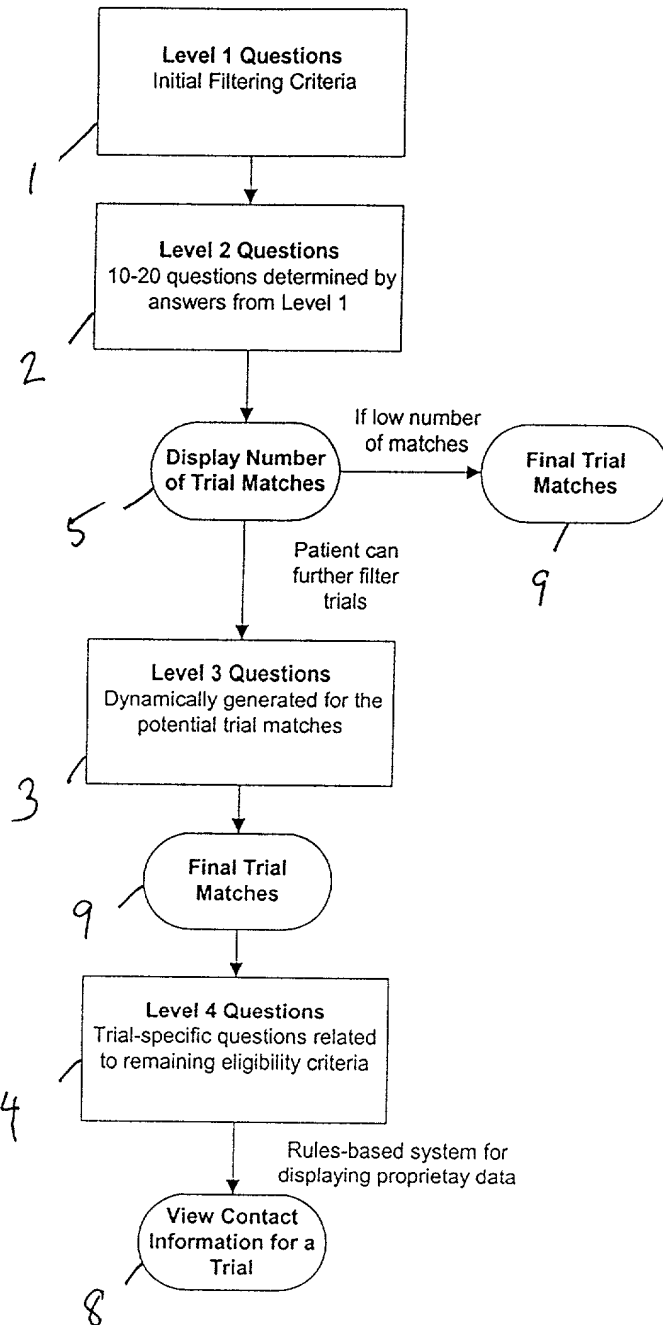 Level 1 Questions
Initial Filtering Criteria
1
Level 2 Questions
10-20 questions determined by
answers from Level 1
2
If low number
of matches
Display Number
of Trial Matches
Final Trial
Matches
5
9
Patient can
further filter
trials
Level 3 Questions
Dynamically generated for the
potential trial matches
3
Final Trial
Matches
9
Level 4 Questions
Trial-specific questions related
to remaining eligibility criteria
4
Rules-based system for
displaying proprietay data
View Contact
Information for a
Trial
8